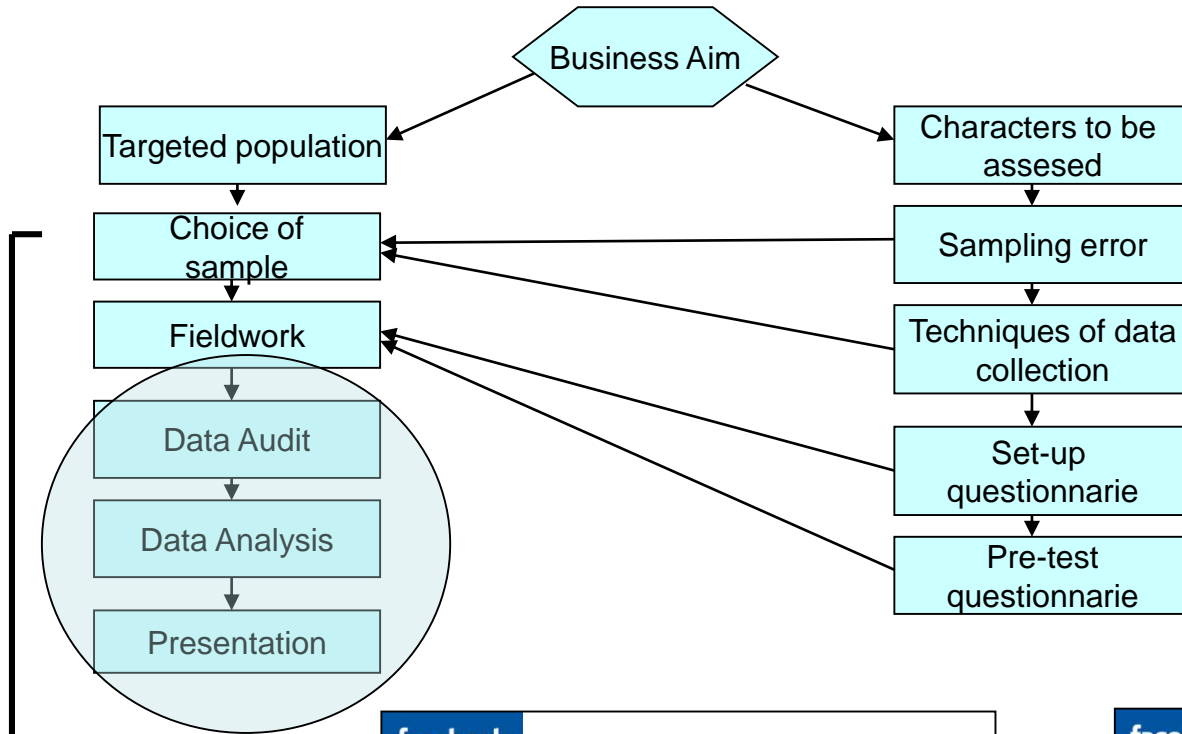 Business Aim
Targeted population
Characters to be
assesed
Choice of
sample
Sampling error
Fieldwork
Techniques of data
collection
Data Audit
Set-up
questionnarie
Data Analysis
Pre-test
questionnarie
Presentation